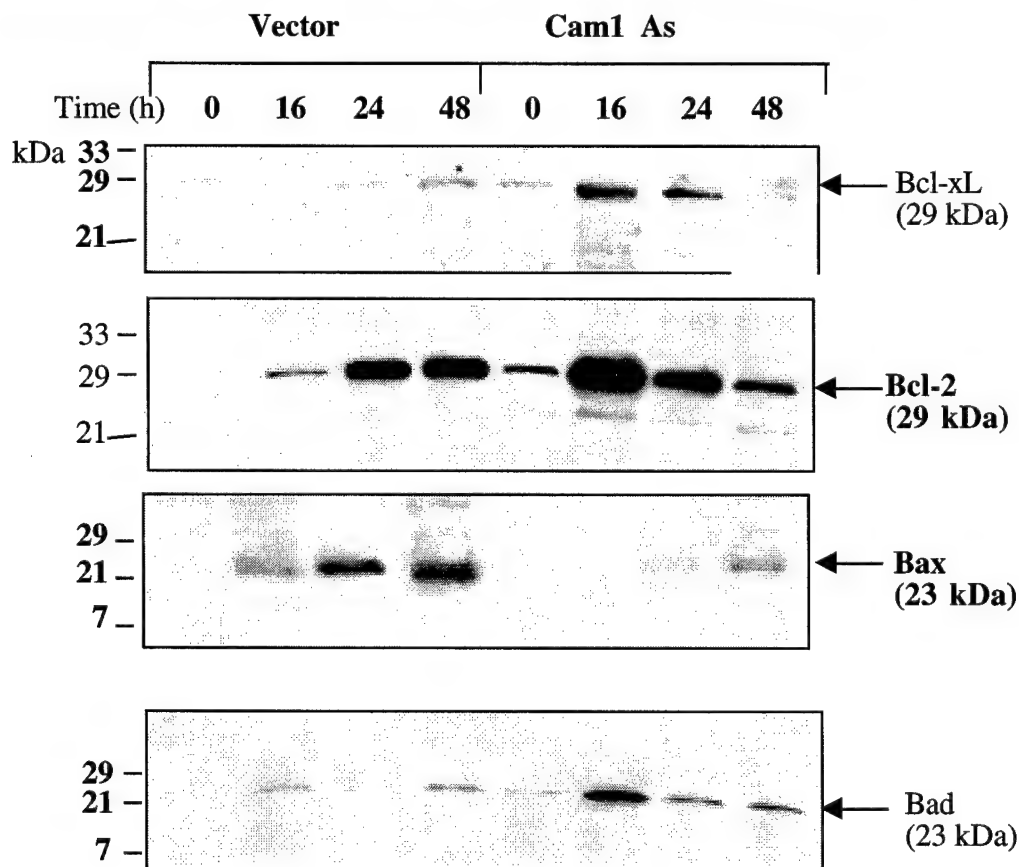 Vector Cam1 As
Time (h) 0 16 24 48 0 16 24 48
kDa 33
29
21
Bcl-xL
(29 kDa)
33
29
21
Bcl-2
(29 kDa)
29
21
7
Bax
(23 kDa)
29
21
7
Bad
(23 kDa)